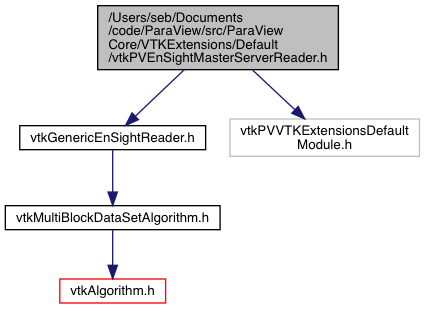 /Users/seb/Documents
/code/ParaView/src/ParaView
Core/VTKExtensions/Default
/vtkPVEnSightMasterServerReader.h
vtkGenericEnSightReader.h
vtkPVVTKExtensionsDefault
Module.h
vtkMultiBlockDataSetAlgorithm.h
vtkAlgorithm.h